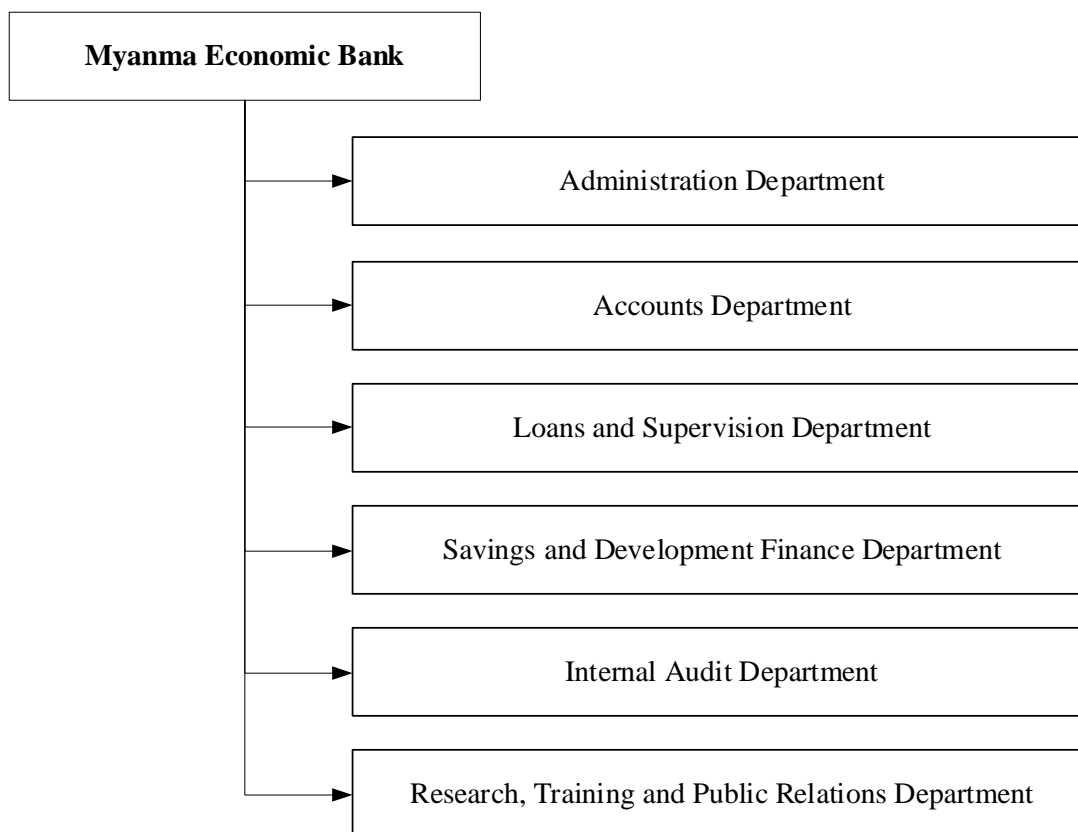 Myanma Economic Bank
Administration Department
Accounts Department
Loans and Supervision Department
Savings and Development Finance Department
Internal Audit Department
Research, Training and Public Relations Department